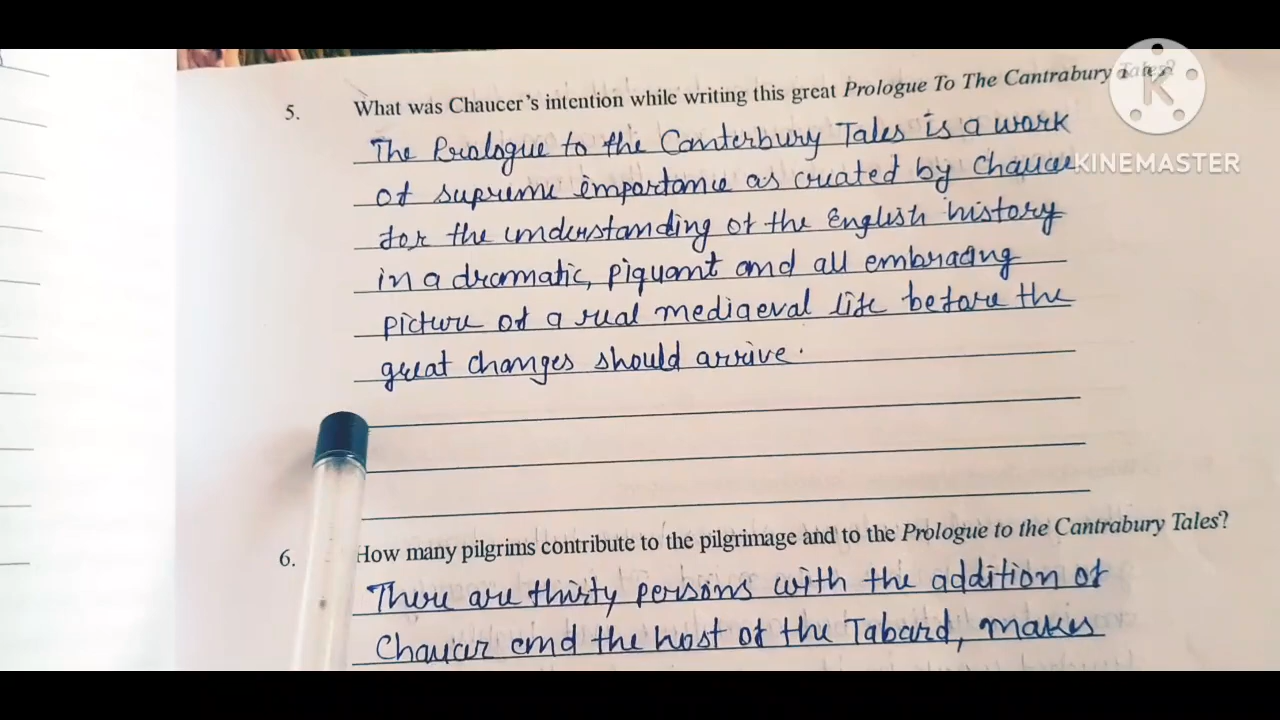 5. What was Chaucer's intention while writing this great Prologue To The Cantrabury Tales?
K
KINEMASTER
The Prologue to the Canterbury Tales is a work
of supreme importance as created by Chaucer
for the understanding of the English history
in a dramatic, piquant and all embracing
picture of a real mediaeval life before the
great changes should arrive.
6. How many pilgrims contribute to the pilgrimage and to the Prologue to the Cantrabury Tales?
There are thirty persons with the addition of
Chaucer and the host of the Tabard, makes